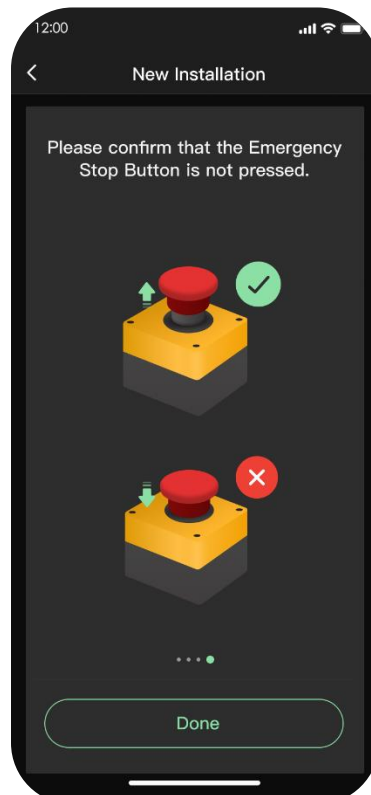 12:00
New Installation
Please confirm that the Emergency
Stop Button is not pressed.
Done